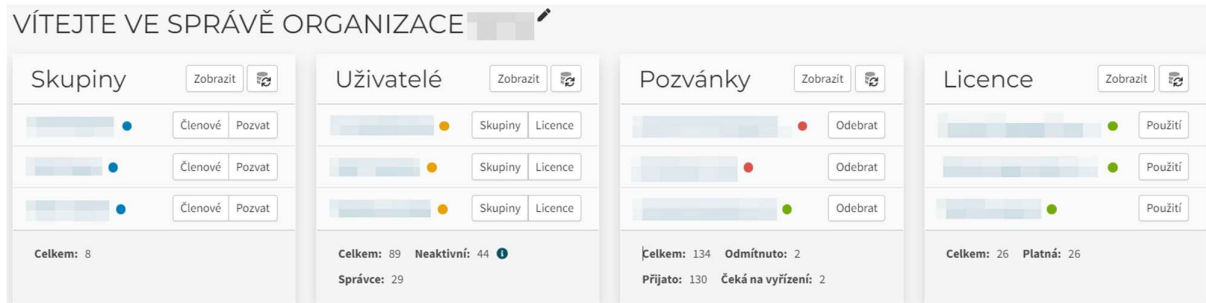 VÍTEJTE VE SPRÁVĚ ORGANIZACE
Skupiny Zobrazit
Členové Pozvat
Členové Pozvat
Členové Pozvat
Celkem: 8
Uživatelé Zobrazit
Skupiny Licence
Skupiny Licence
Skupiny Licence
Celkem: 89 Neaktivní: 44
Správce: 29
Pozvánky Zobrazit
Odebrat
Odebrat
Odebrat
Celkem: 134 Odmítnuto: 2
Přijato: 130 Čeká na vyřízení: 2
Licence Zobrazit
Použití
Použití
Použití
Celkem: 26 Platná: 26